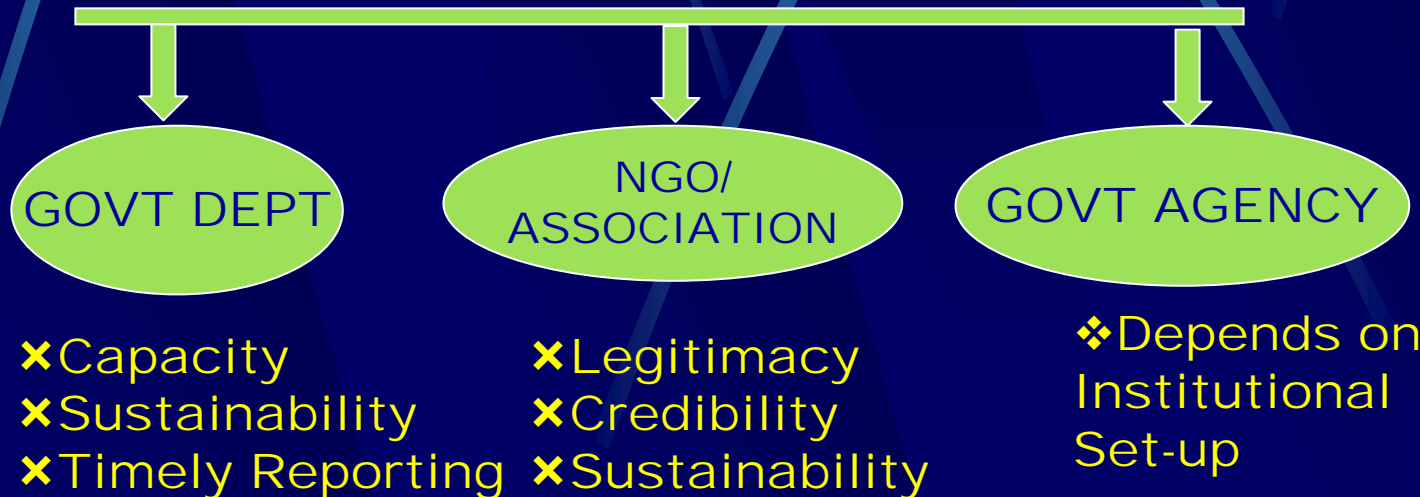 GOVT DEPT
NGO/
ASSOCIATION
GOVT AGENCY
×Capacity
×Sustainability
×Timely Reporting
×Legitimacy
×Credibility
×Sustainability
❖Depends on
Institutional
Set-up